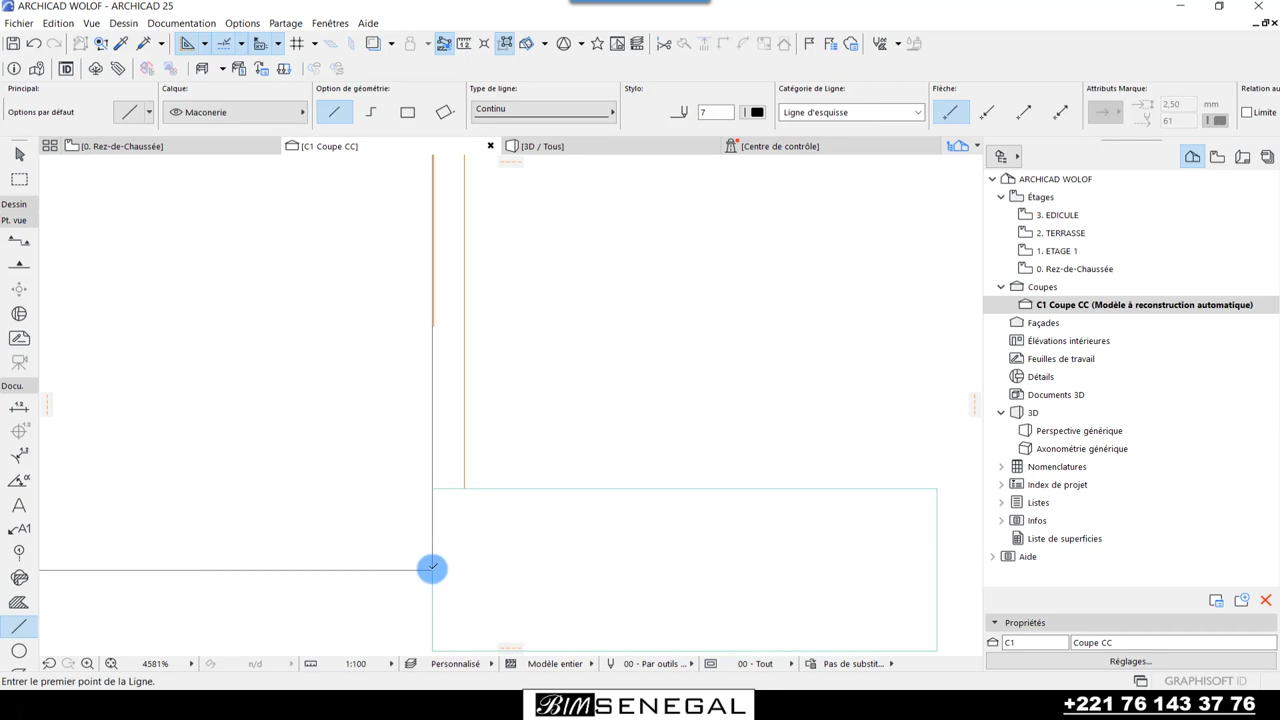 ARCHICAD WOLOF - ARCHICAD 25
Fichier Edition Vue Dessin Documentation Options Partage Fenêtres Aide
Principal: Calque: Option de géométrie: Type de ligne: Stylo: Catégorie de Ligne: Flèche: Attributs Marque: Relation au
Options par défaut Maconerie Continu 7 Ligne d'esquisse 2,50 mm 61 Limite
[0. Rez-de-Chaussée] [C1 Coupe CC] [3D / Tous] [Centre de contrôle]
Dessin
Pt. vue
Docu.
A
A1
ARCHICAD WOLOF
Étages
3. EDICULE
2. TERRASSE
1. ETAGE 1
0. Rez-de-Chaussée
Coupes
C1 Coupe CC (Modèle à reconstruction automatique)
Façades
Élévations intérieures
Feuilles de travail
Détails
Documents 3D
3D
Perspective générique
Axonométrie générique
Nomenclatures
Index de projet
Listes
Infos
Liste de superficies
Aide
Propriétés
C1 Coupe CC
Réglages...
4581% n/d 1:100 Personnalisé Modèle entier 00 - Par outils ... 00 - Tout Pas de substit...
Entrer le premier point de la Ligne.
GRAPHISOFT ID
BIMSENEGAL
+221 76 143 37 76